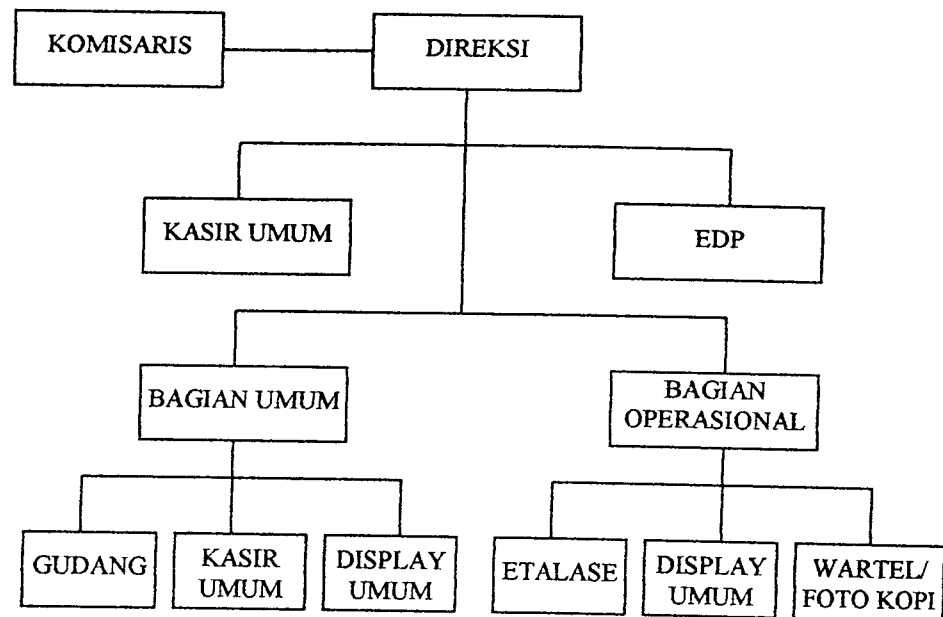 KOMISARIS
DIREKSI
KASIR UMUM
EDP
BAGIAN UMUM
BAGIAN
OPERASIONAL
GUDANG
KASIR
UMUM
DISPLAY
UMUM
ETALASE
DISPLAY
UMUM
WARTEL/
FOTO KOPI